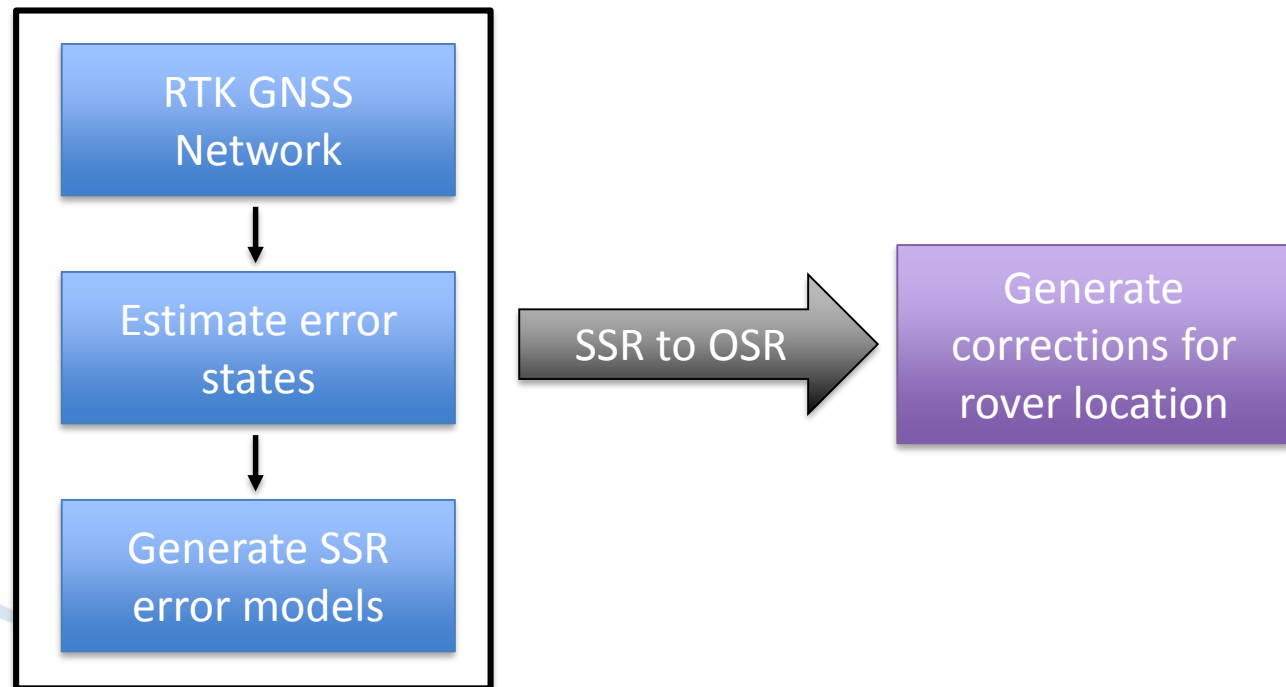 RTK GNSS
Network
Estimate error
states
Generate SSR
error models
SSR to OSR
Generate
corrections for
rover location